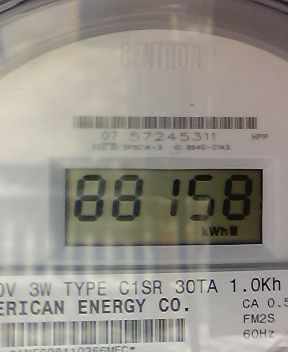 CENTRON
07 57245311 HPP
88158
kWh
0V 3W TYPE C1SR 30TA 1.0Kh
ERICAN ENERGY CO.
CA 0.5
FM2S
60Hz